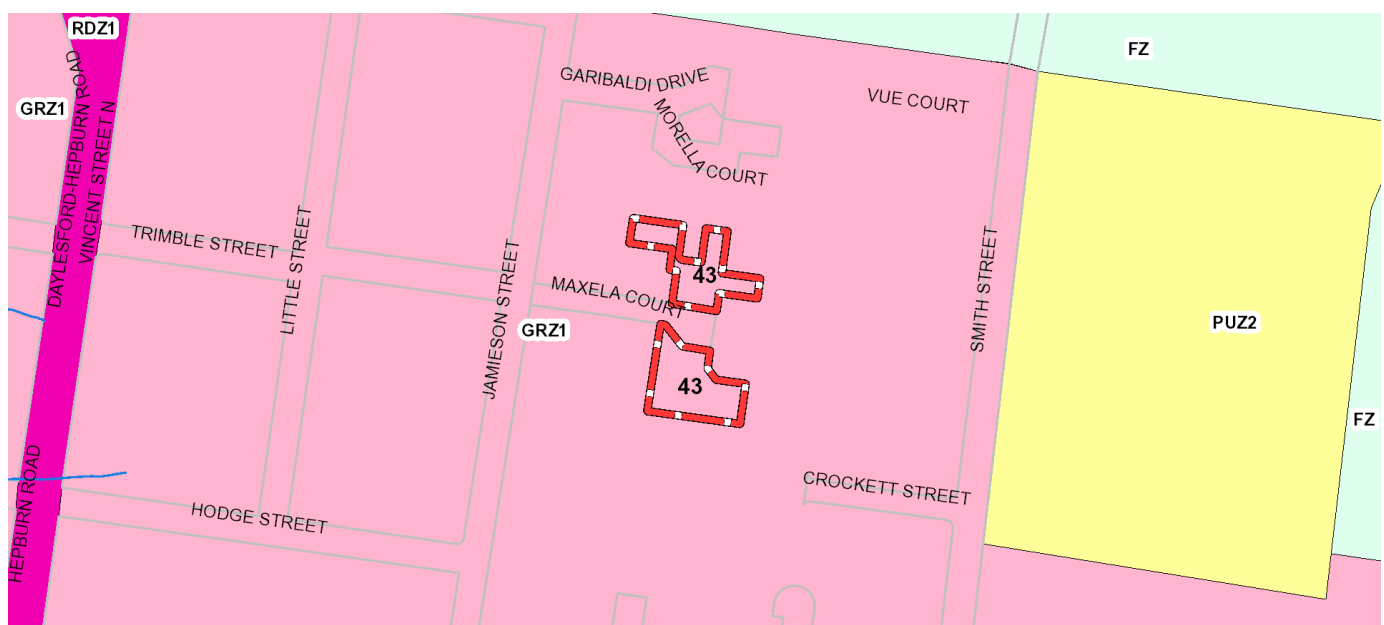 RDZ1
FZ
GARIBALDI DRIVE
VUE COURT
GRZ1
DAYLESFORD-HEPBURN ROAD
VINCENT STREET N
MORELLA COURT
TRIMBLE STREET
LITTLE STREET
JAMIESON STREET
43
MAXELA COURT
SMITH STREET
GRZ1
PUZ2
43
FZ
CROCKETT STREET
HEPBURN ROAD
HODGE STREET